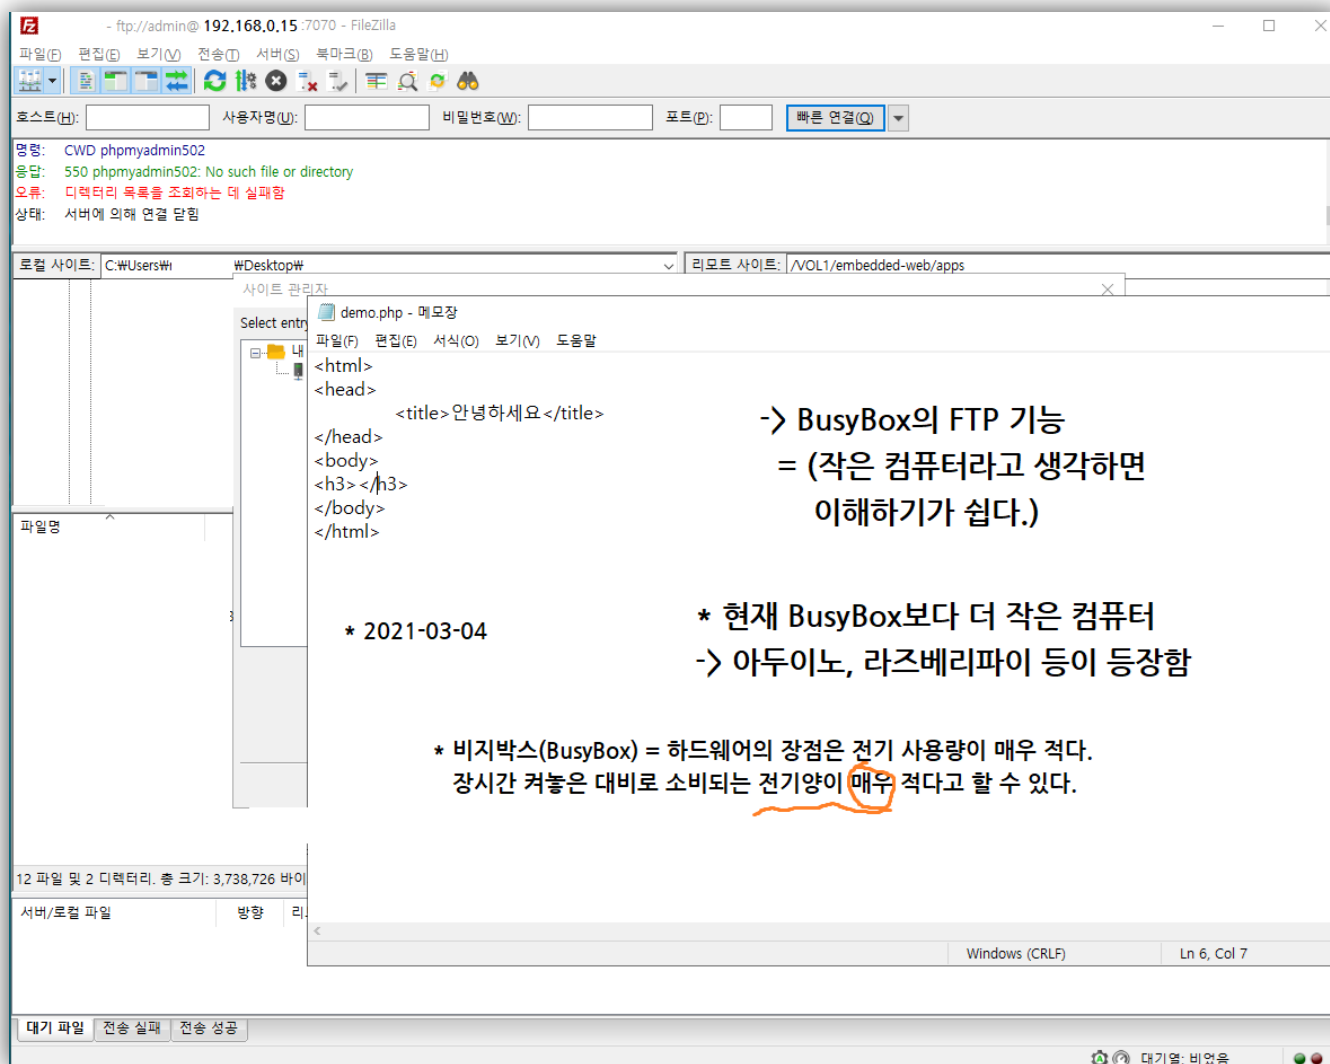 - ftp://admin@ 192.168.0.15 :7070 - FileZilla
파일(F) 편집(E) 보기(V) 전송(T) 서버(S) 북마크(B) 도움말(H)
호스트(H): 사용자명(U): 비밀번호(W): 포트(P): 빠른 연결(Q)
명령: CWD phpmyadmin502
응답: 550 phpmyadmin502: No such file or directory
오류: 디렉터리 목록을 조회하는 데 실패함
상태: 서버에 의해 연결 닫힘
로컬 사이트: C:₩Users₩ ₩Desktop₩ 리모트 사이트: /VOL1/embedded-web/apps
사이트 관리자
Select entry
내
demo.php - 메모장
파일(F) 편집(E) 서식(O) 보기(V) 도움말
<html>
<head>
<title>안녕하세요</title>
</head>
<body>
<h3></h3>
</body>
</html>
-> BusyBox의 FTP 기능
= (작은 컴퓨터라고 생각하면
이해하기가 쉽다.)
파일명
* 2021-03-04
* 현재 BusyBox보다 더 작은 컴퓨터
-> 아두이노, 라즈베리파이 등이 등장함
* 비지박스(BusyBox) = 하드웨어의 장점은 전기 사용량이 매우 적다.
장시간 켜놓은 대비로 소비되는 전기양이 매우 적다고 할 수 있다.
12 파일 및 2 디렉터리. 총 크기: 3,738,726 바이
서버/로컬 파일 방향 리
Windows (CRLF) Ln 6, Col 7
대기 파일 전송 실패 전송 성공
대기열: 비었음